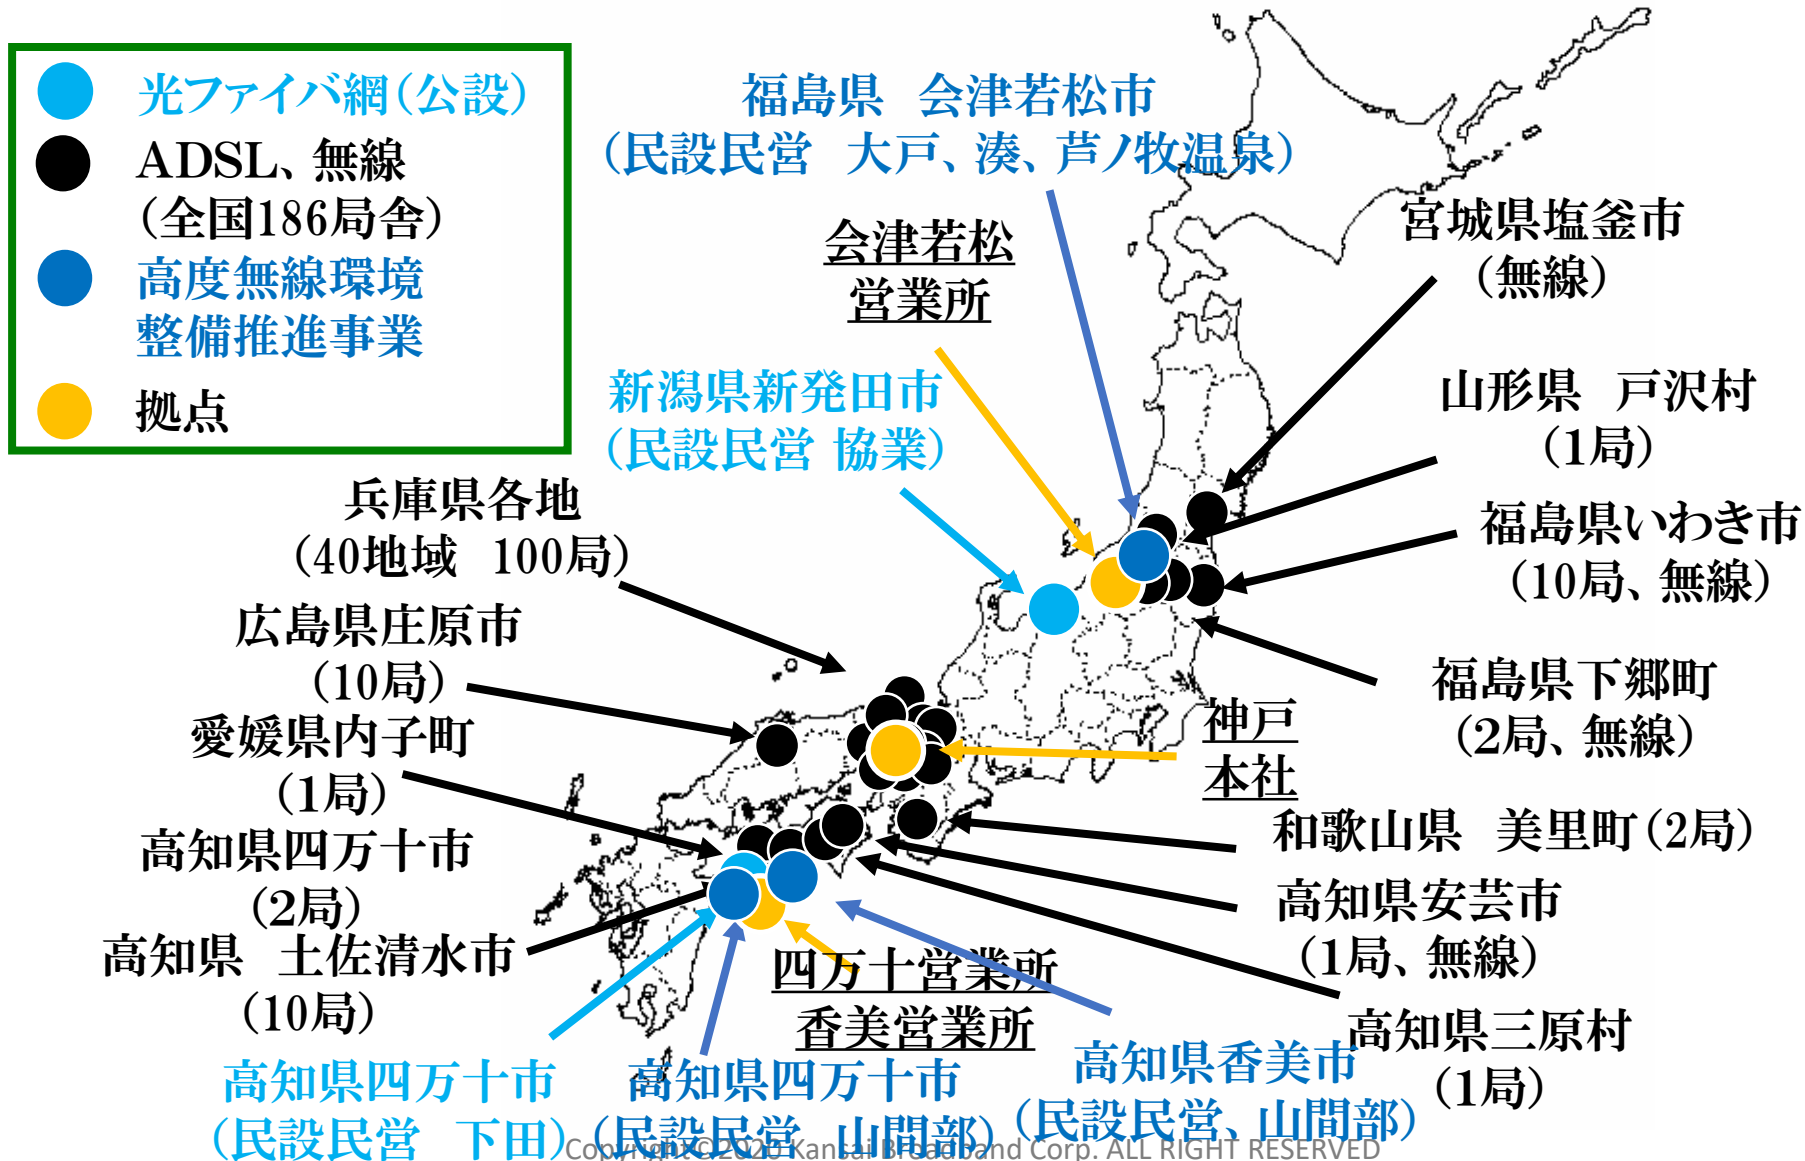 光ファイバ網（公設）
ADSL、無線
（全国186局舎）
高度無線環境
整備推進事業
拠点
福島県　会津若松市
（民設民営　大戸、湊、芦ノ牧温泉）
会津若松
営業所
宮城県塩釜市
（無線）
新潟県新発田市
（民設民営 協業）
山形県　戸沢村
（1局）
兵庫県各地
（40地域　100局）
福島県いわき市
（10局、無線）
広島県庄原市
（10局）
福島県下郷町
（2局、無線）
愛媛県内子町
（1局）
神戸
本社
高知県四万十市
（2局）
和歌山県　美里町（2局）
高知県安芸市
（1局、無線）
高知県　土佐清水市
（10局）
四万十営業所
香美営業所
高知県三原村
（1局）
高知県四万十市
（民設民営　下田）
高知県四万十市
（民設民営　山間部）
高知県香美市
（民設民営、山間部）
Copyright©2020 Kansai Broadband Corp. ALL RIGHT RESERVED